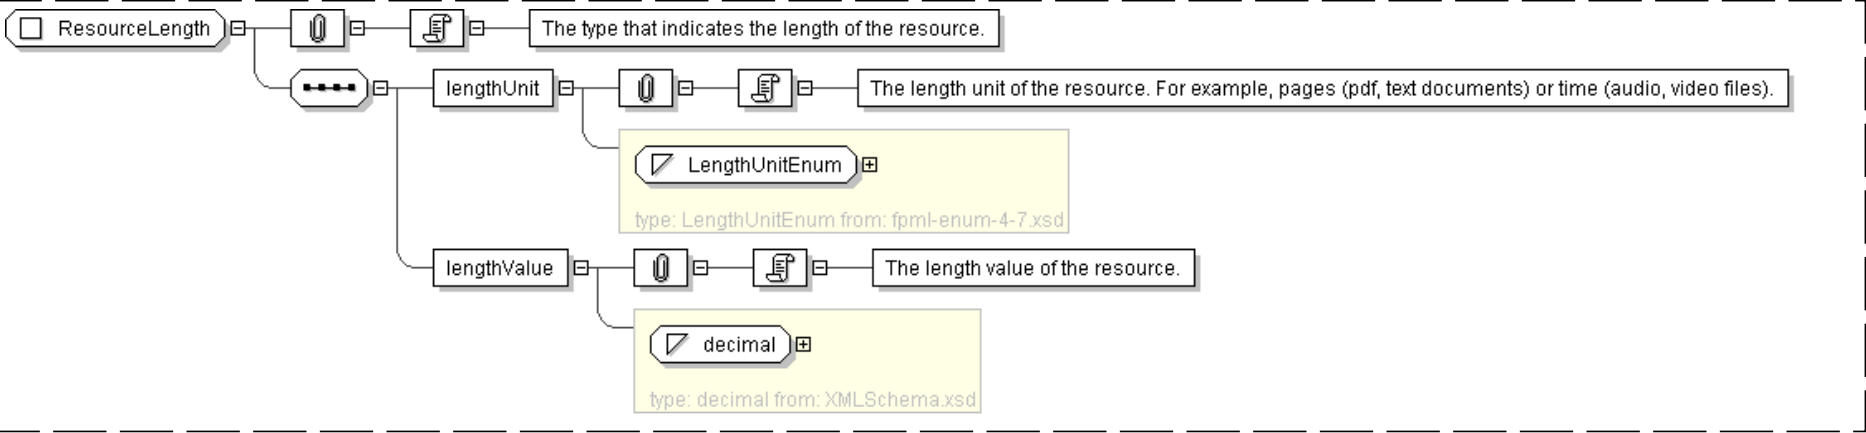 ResourceLength
The type that indicates the length of the resource.
lengthUnit
The length unit of the resource. For example, pages (pdf, text documents) or time (audio, video files).
LengthUnitEnum
type: LengthUnitEnum from: fpml-enum-4-7.xsd
lengthValue
The length value of the resource.
decimal
type: decimal from: XMLSchema.xsd